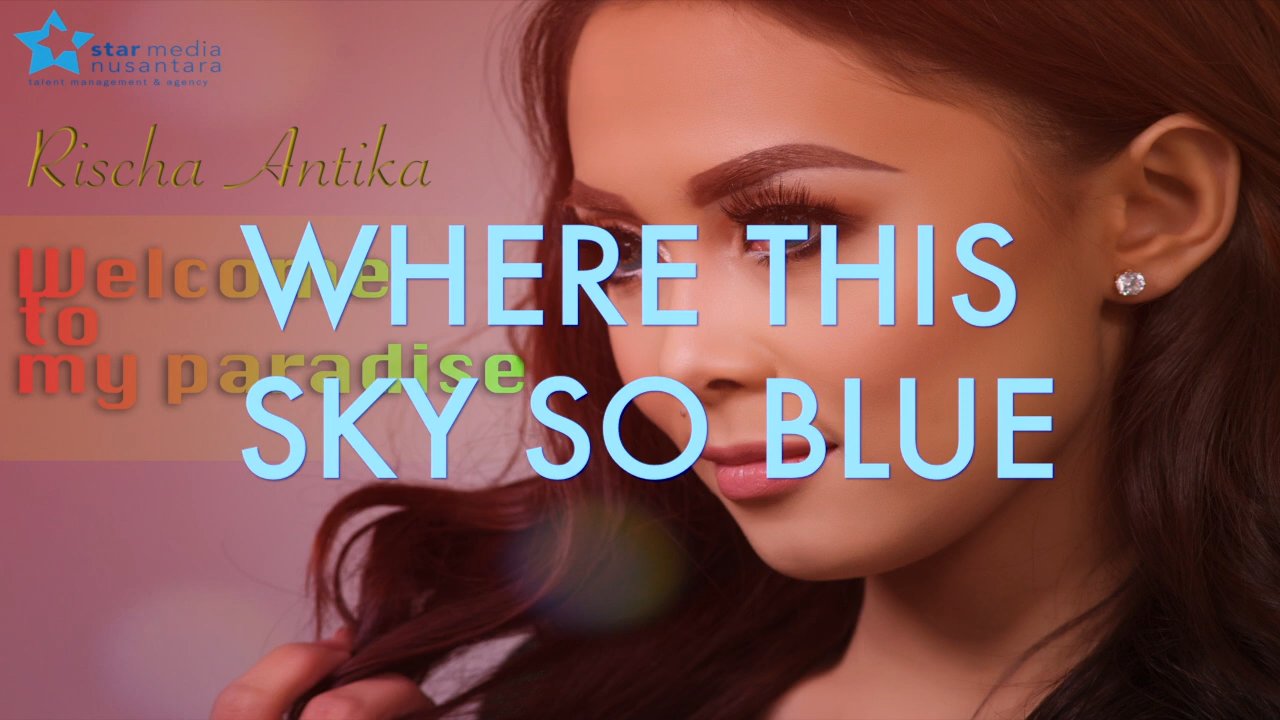 star media
nusantara
talent management & agency
Rischa Antika
Welcome
to
my paradise
WHERE THIS
SKY SO BLUE